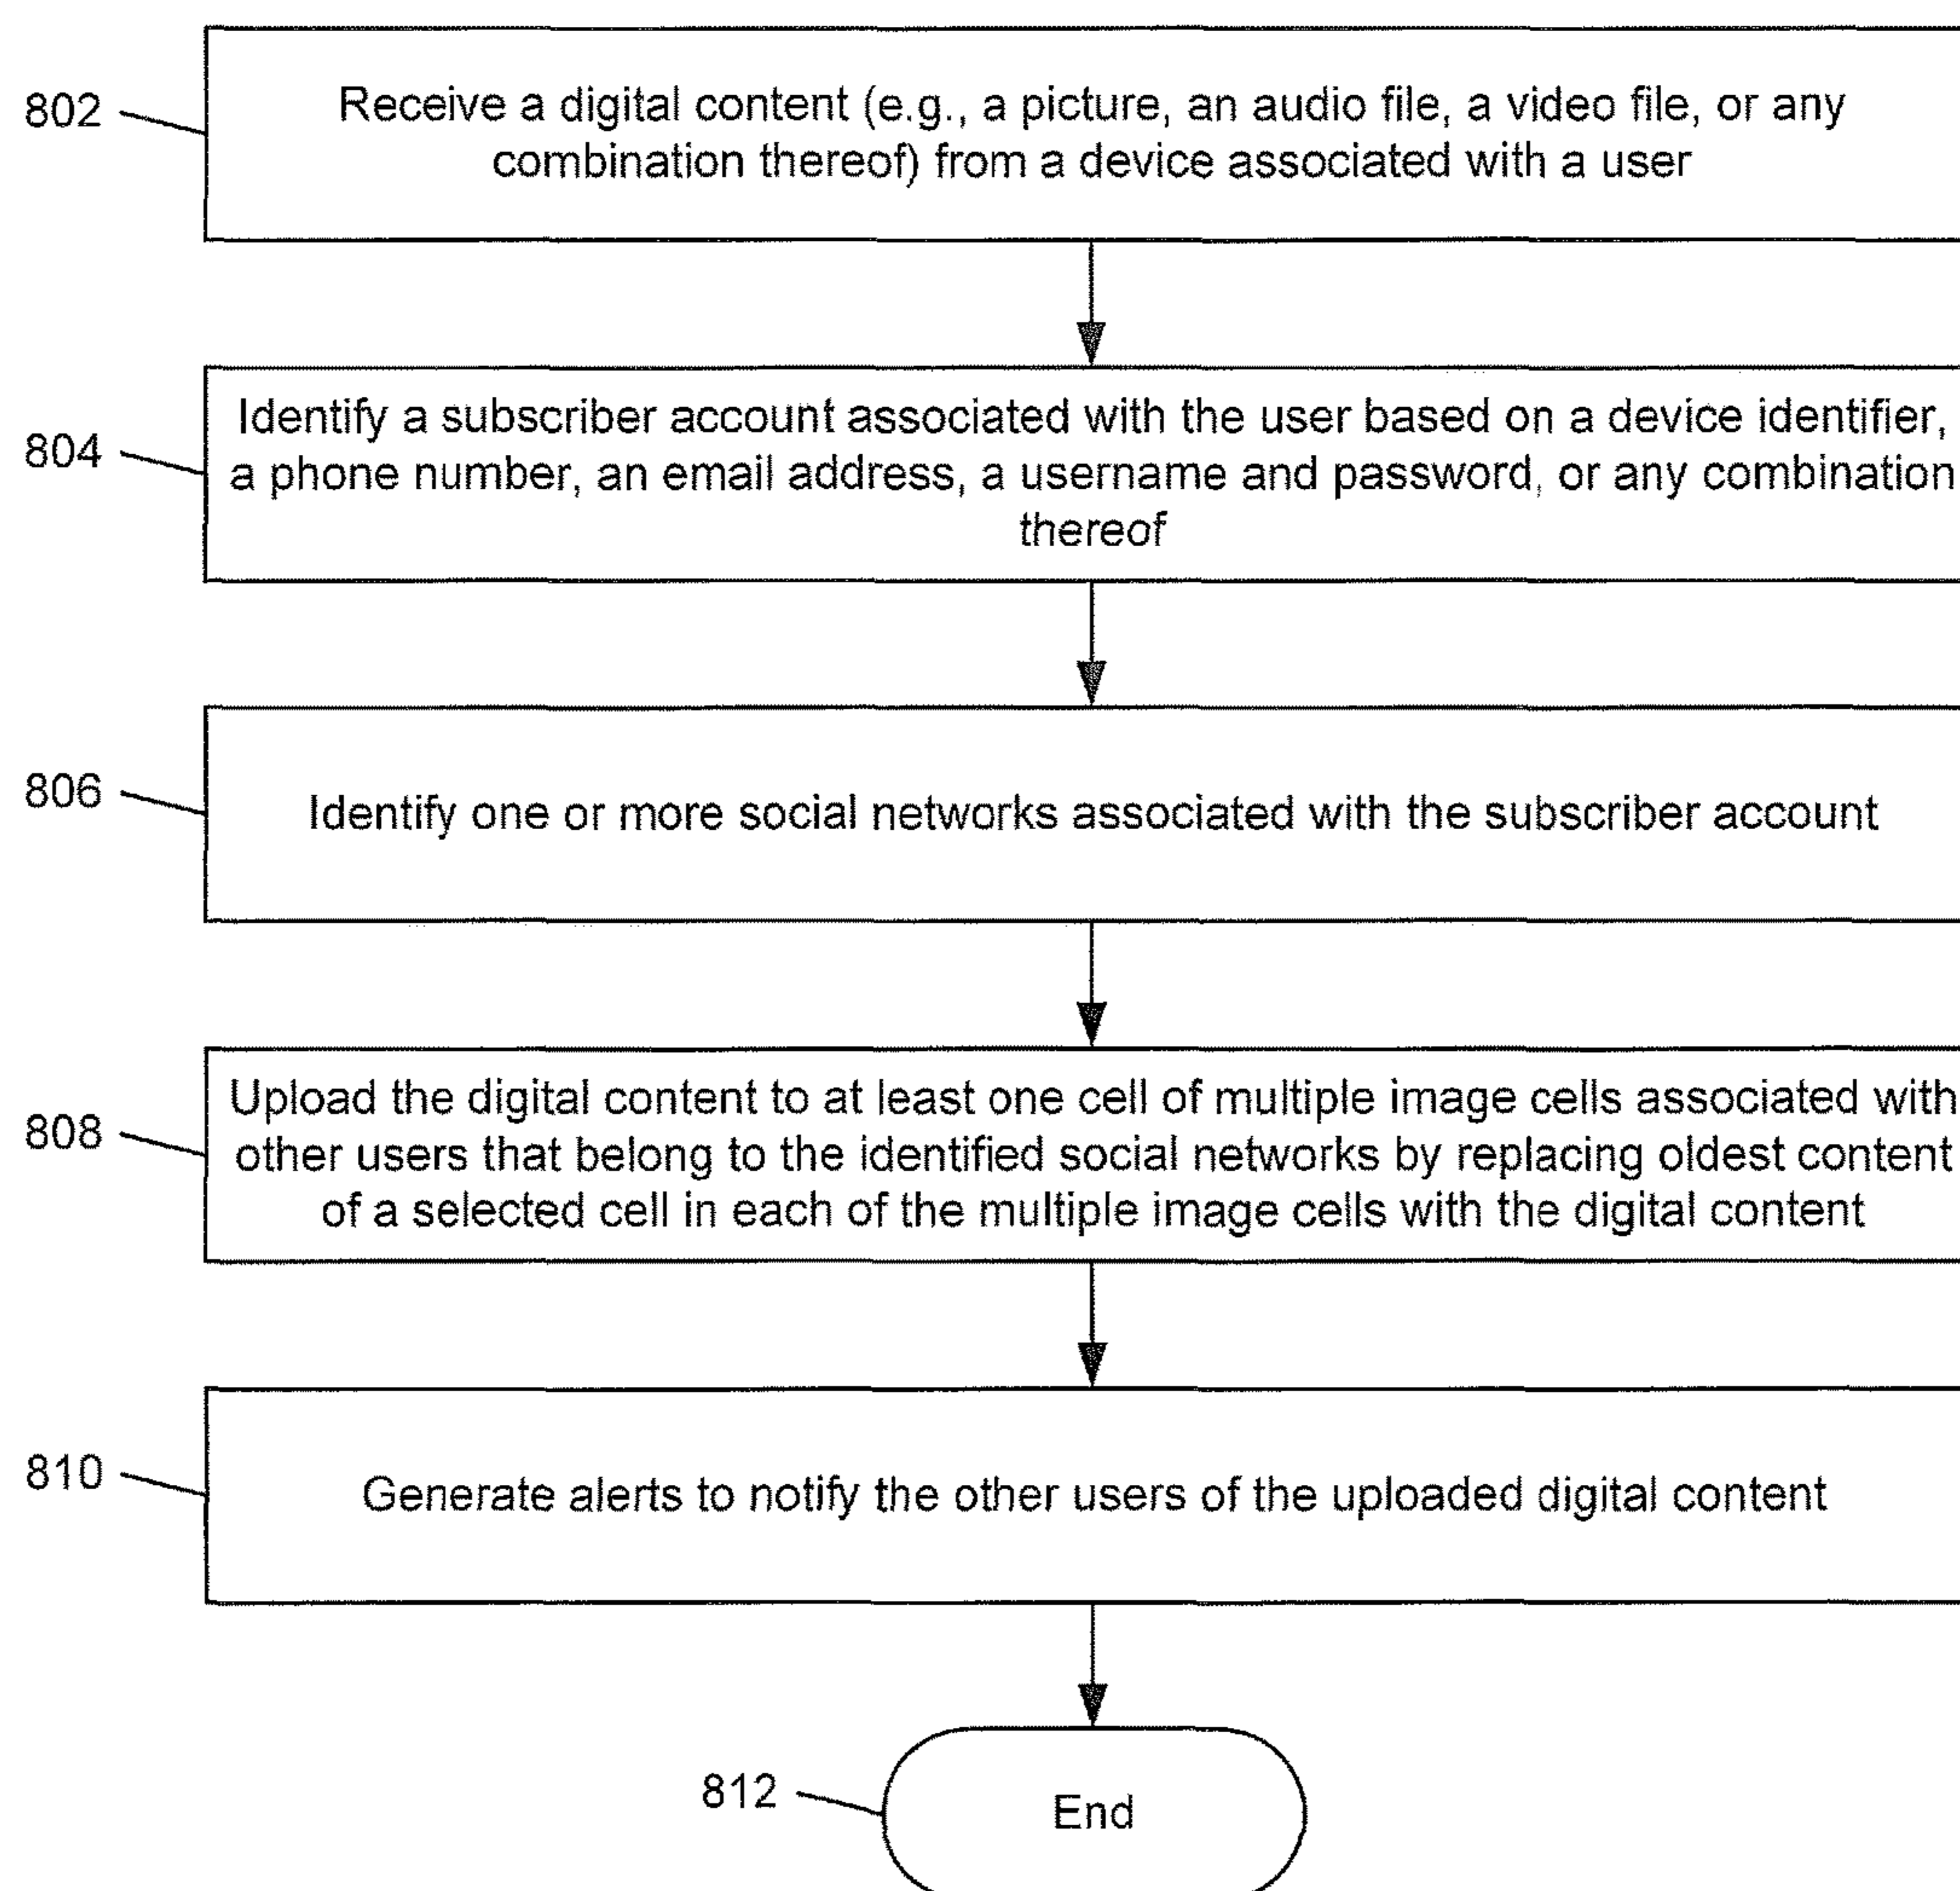 802
Receive a digital content (e.g., a picture, an audio file, a video file, or any
combination thereof) from a device associated with a user
804
Identify a subscriber account associated with the user based on a device identifier,
a phone number, an email address, a username and password, or any combination
thereof
806
Identify one or more social networks associated with the subscriber account
808
Upload the digital content to at least one cell of multiple image cells associated with
other users that belong to the identified social networks by replacing oldest content
of a selected cell in each of the multiple image cells with the digital content
810
Generate alerts to notify the other users of the uploaded digital content
812
End